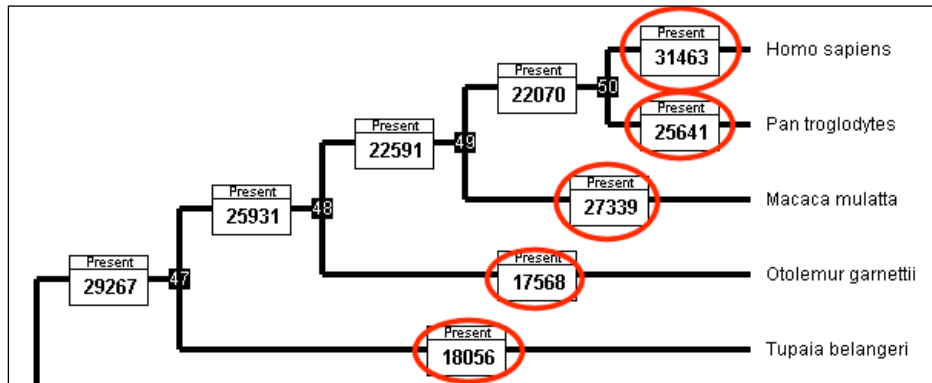 Present
31463
Homo sapiens
Present
22070
50
Present
25641
Pan troglodytes
Present
22591
49
Present
27339
Macaca mulatta
Present
25931
48
Present
29267
47
Present
17568
Otolemur garnettii
Present
18056
Tupaia belangeri